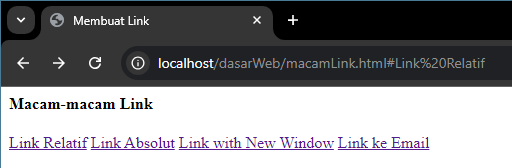 Membuat Link
localhost/dasarWeb/macamLink.html#Link%20Relatif
Macam-macam Link
Link Relatif Link Absolut Link with New Window Link ke Email